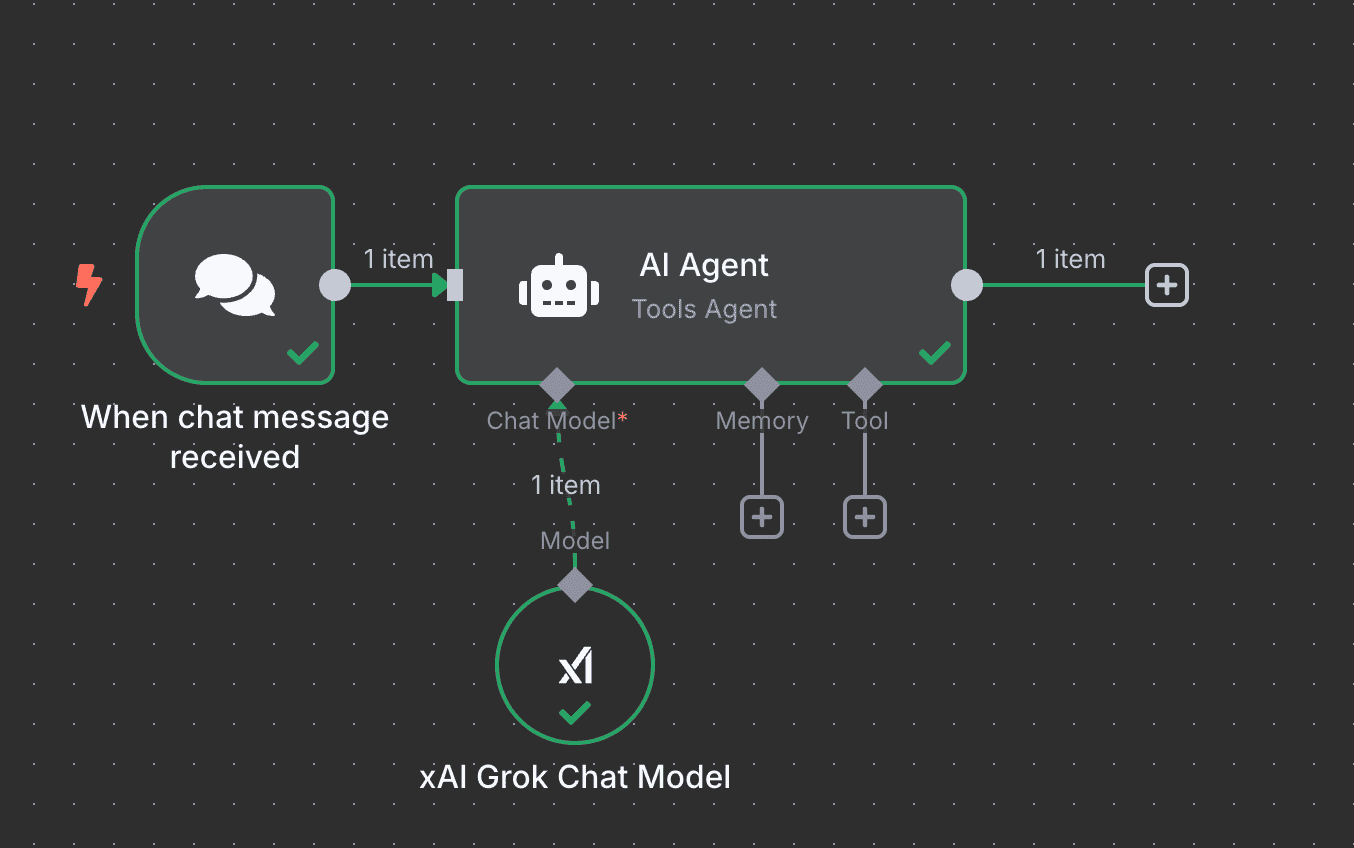 1 item
1 item
AI Agent
Tools Agent
When chat message
received
Chat Model*
Memory
Tool
1 item
Model
xAI
xAI Grok Chat Model